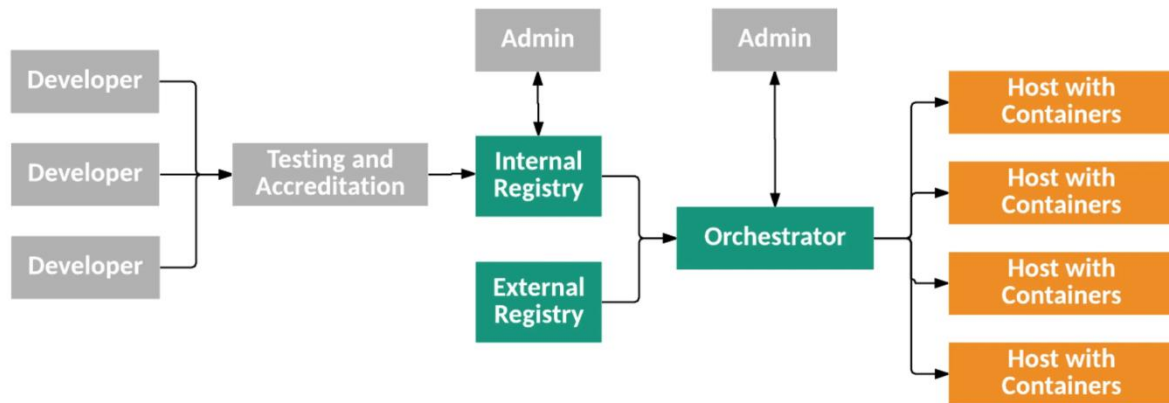 Developer
Developer
Developer
Testing and
Accreditation
Admin
Internal
Registry
External
Registry
Admin
Orchestrator
Host with
Containers
Host with
Containers
Host with
Containers
Host with
Containers